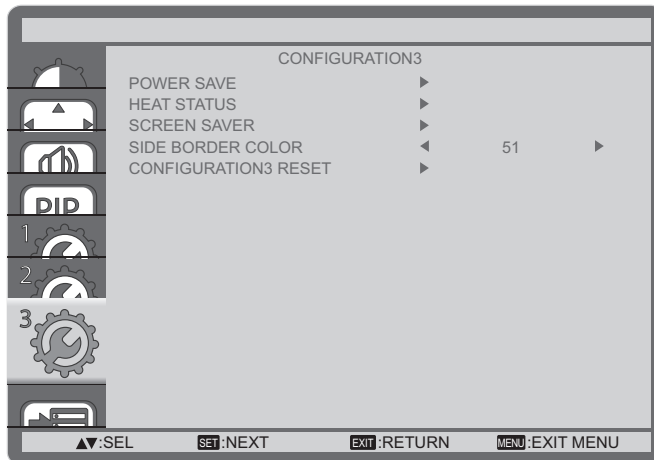 CONFIGURATION3
POWER SAVE
HEAT STATUS
SCREEN SAVER
SIDE BORDER COLOR 51
CONFIGURATION3 RESET
PIP
1
2
3
▲▼:SEL SET:NEXT EXIT:RETURN MENU:EXIT MENU